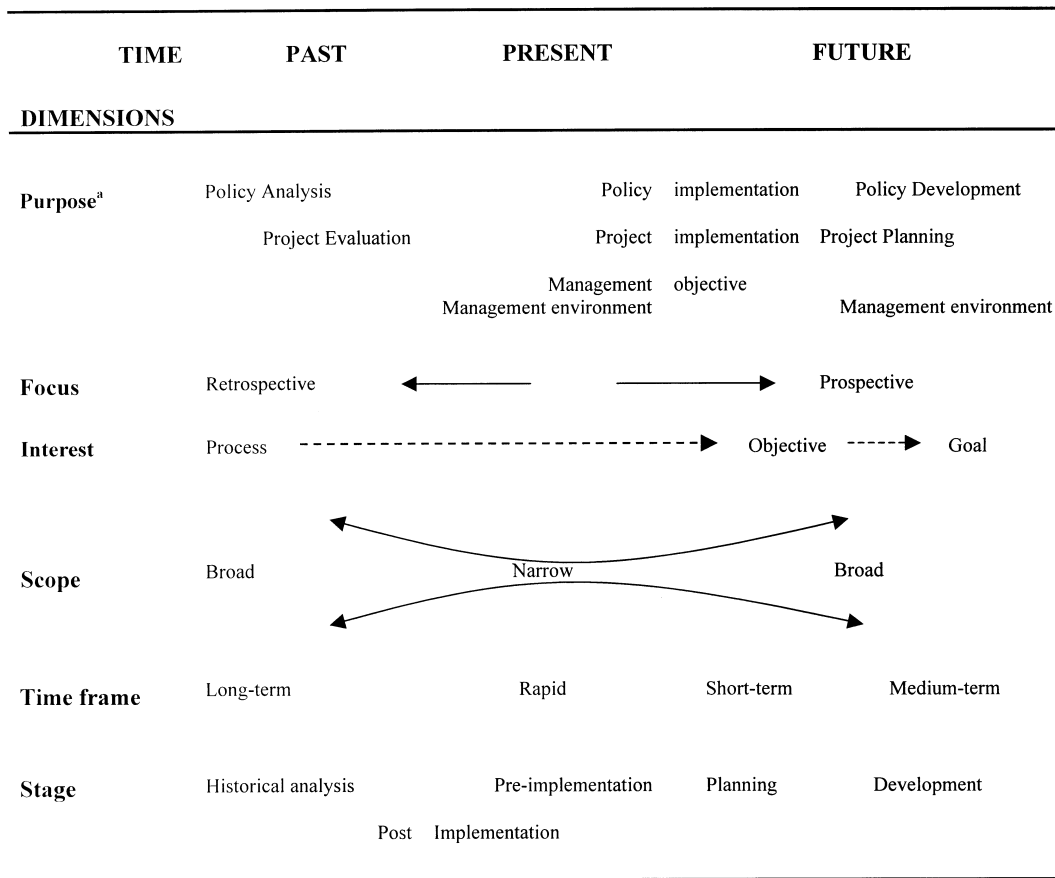 TIME PAST PRESENT FUTURE
DIMENSIONS
Purposeᵃ Policy Analysis Policy implementation Policy Development
Project Evaluation Project implementation Project Planning
Management objective
Management environment Management environment
Focus Retrospective Prospective
Interest Process Objective Goal
Scope Broad Narrow Broad
Time frame Long-term Rapid Short-term Medium-term
Stage Historical analysis Pre-implementation Planning Development
Post Implementation